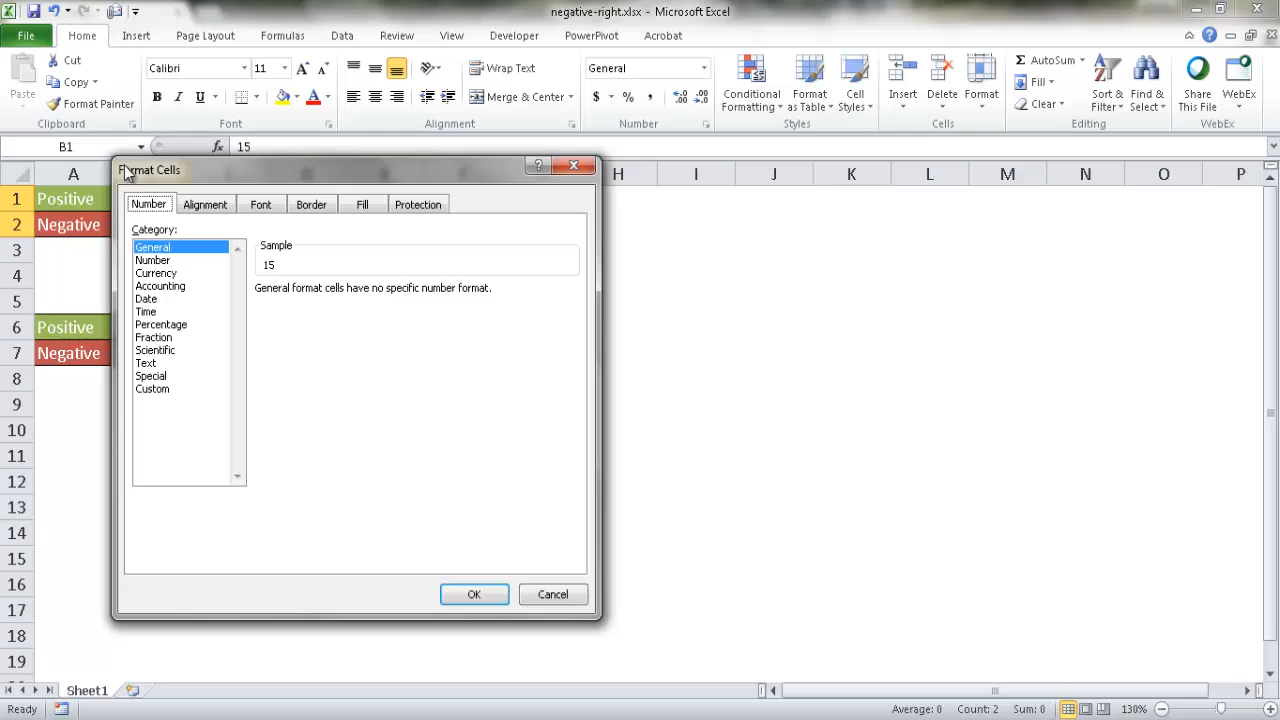 negative-right.xlsx - Microsoft Excel
File Home Insert Page Layout Formulas Data Review View Developer PowerPivot Acrobat
Paste
Cut
Copy
Format Painter
Clipboard
Calibri 11
B I U A
Font
Wrap Text
Merge & Center
Alignment
General
$ % ,
Number
Conditional Formatting
Format as Table
Cell Styles
Styles
Insert
Delete
Format
Cells
Σ AutoSum
Fill
Clear
Sort & Filter
Find & Select
Editing
Share This File
WebEx
WebEx
B1 fx 15
A H I J K L M N O P
1 Positive
2 Negative
3
4
5
6 Positive
7 Negative
8
9
10
11
12
13
14
15
16
17
18
19
Format Cells
Number Alignment Font Border Fill Protection
Category:
General
Number
Currency
Accounting
Date
Time
Percentage
Fraction
Scientific
Text
Special
Custom
Sample
15
General format cells have no specific number format.
OK Cancel
Sheet1
Ready Average: 0 Count: 2 Sum: 0 130%